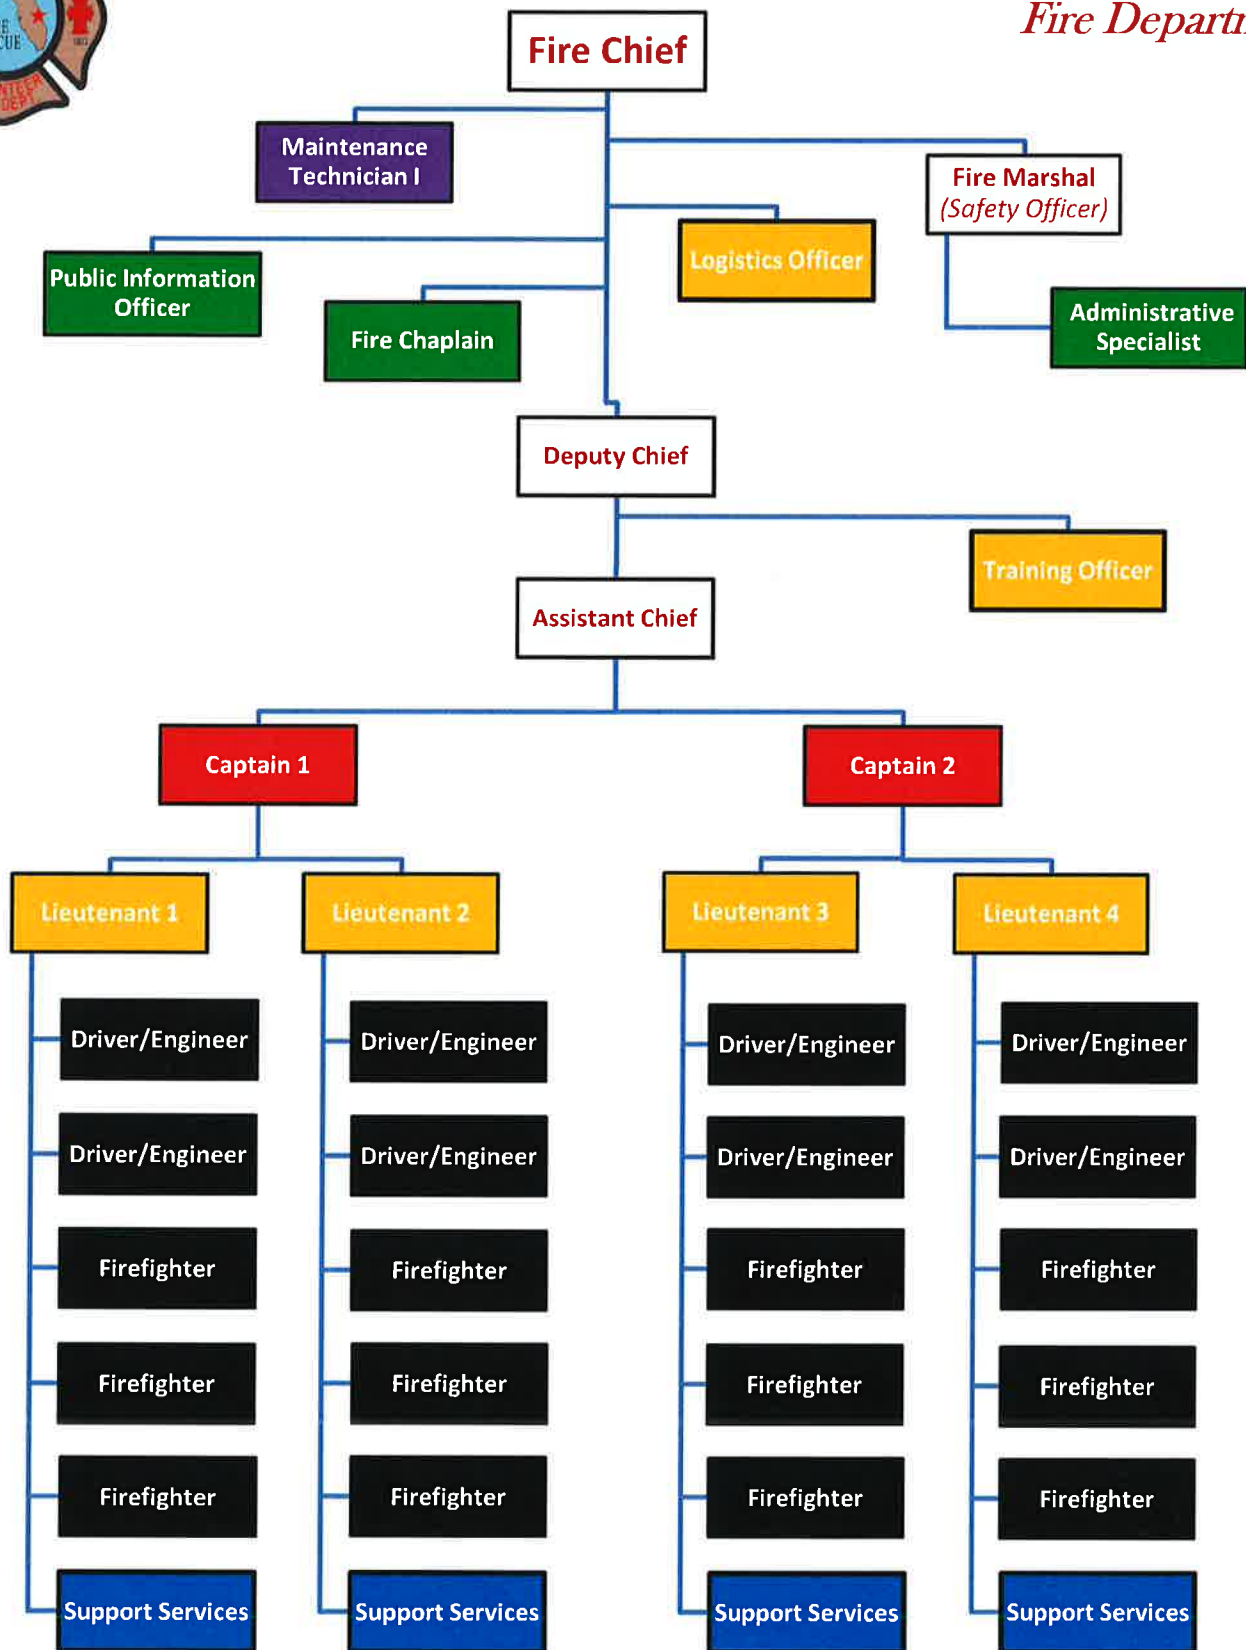 Fire Chief
Maintenance
Technician I
Fire Marshal
(Safety Officer)
Logistics Officer
Public Information
Officer
Fire Chaplain
Administrative
Specialist
Deputy Chief
Training Officer
Assistant Chief
Captain 1
Captain 2
Lieutenant 1
Lieutenant 2
Lieutenant 3
Lieutenant 4
Driver/Engineer
Driver/Engineer
Driver/Engineer
Driver/Engineer
Driver/Engineer
Driver/Engineer
Driver/Engineer
Driver/Engineer
Firefighter
Firefighter
Firefighter
Firefighter
Firefighter
Firefighter
Firefighter
Firefighter
Firefighter
Firefighter
Firefighter
Firefighter
Support Services
Support Services
Support Services
Support Services
Fire